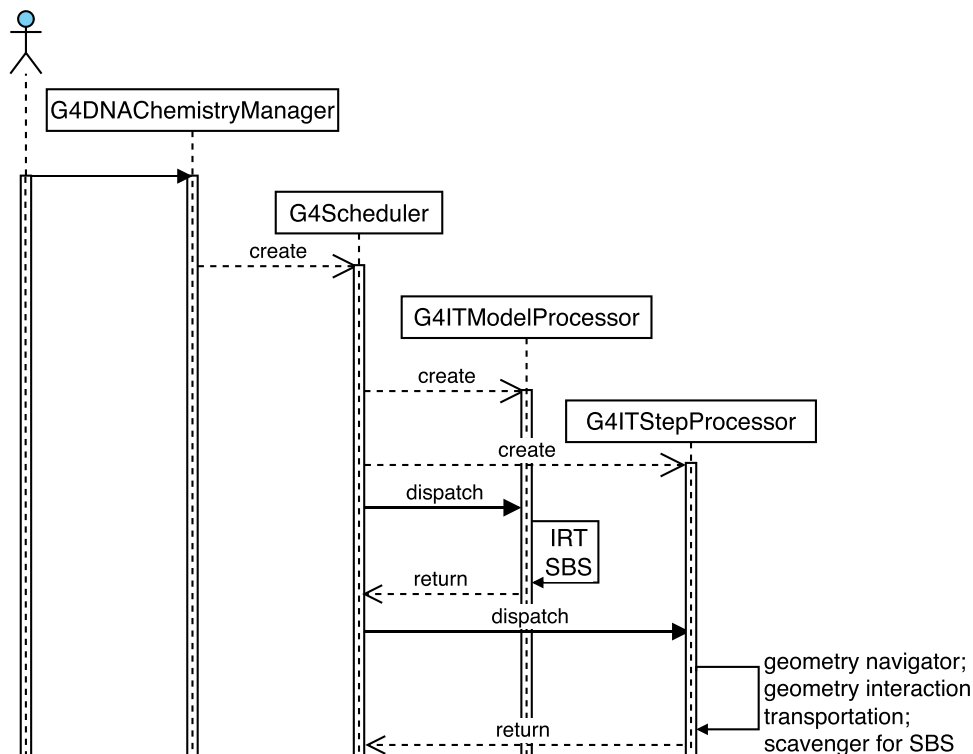 G4DNAChemistryManager
G4Scheduler
create
G4ITModelProcessor
create
G4ITStepProcessor
create
dispatch
IRT
SBS
return
dispatch
geometry navigator;
geometry interaction
transportation;
return
scavenger for SBS